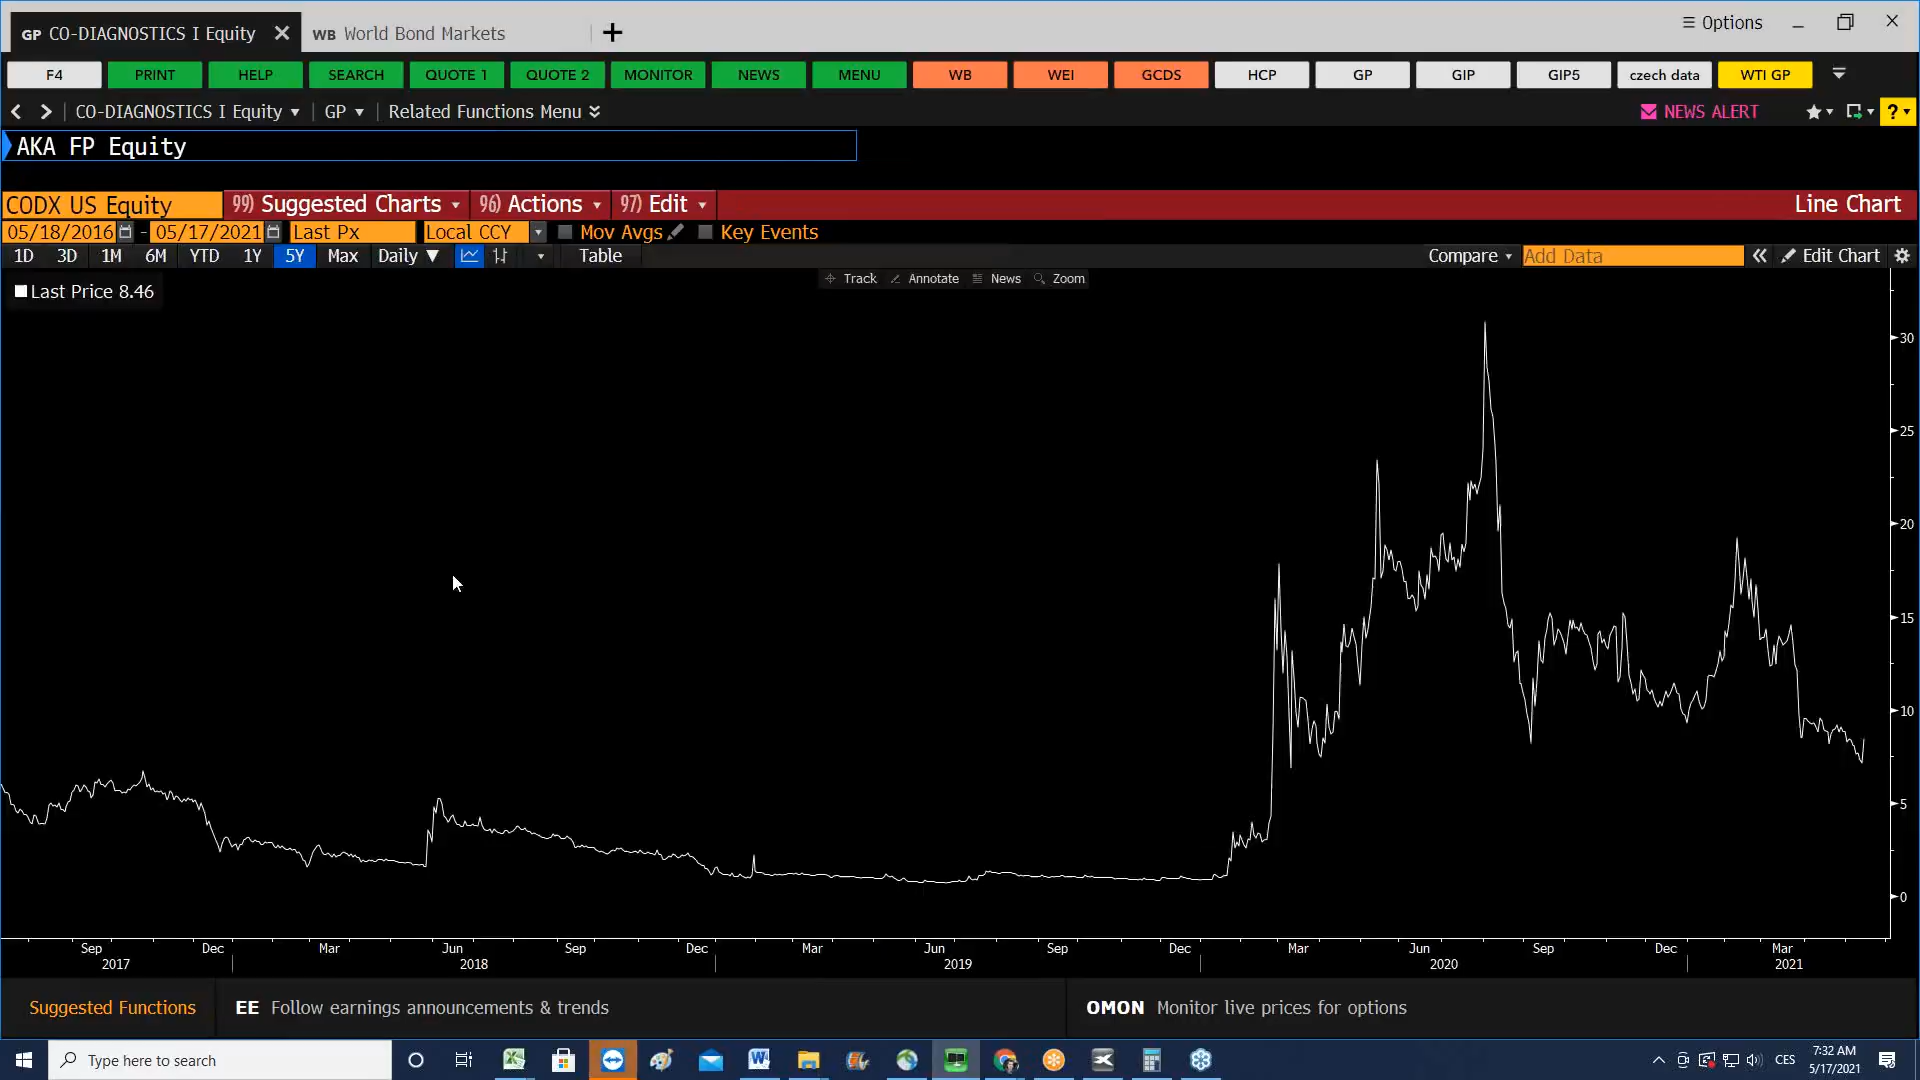 GP CO-DIAGNOSTICS I Equity
WB World Bond Markets
Options
F4 PRINT HELP SEARCH QUOTE 1 QUOTE 2 MONITOR NEWS MENU WB WEI GCDS HCP GP GIP GIP5 czech data WTI GP
CO-DIAGNOSTICS I Equity GP Related Functions Menu NEWS ALERT ?
AKA FP Equity
CODX US Equity 99) Suggested Charts 96) Actions 97) Edit Line Chart
05/18/2016 - 05/17/2021 Last Px Local CCY Mov Avgs Key Events
1D 3D 1M 6M YTD 1Y 5Y Max Daily Table Compare Add Data Edit Chart
Track Annotate News Zoom
Last Price 8.46
30
25
20
15
10
5
0
Sep Dec Mar Jun Sep Dec Mar Jun Sep Dec Mar Jun Sep Dec Mar
2017 2018 2019 2020 2021
Suggested Functions EE Follow earnings announcements & trends OMON Monitor live prices for options
Type here to search
CES
7:32 AM
5/17/2021